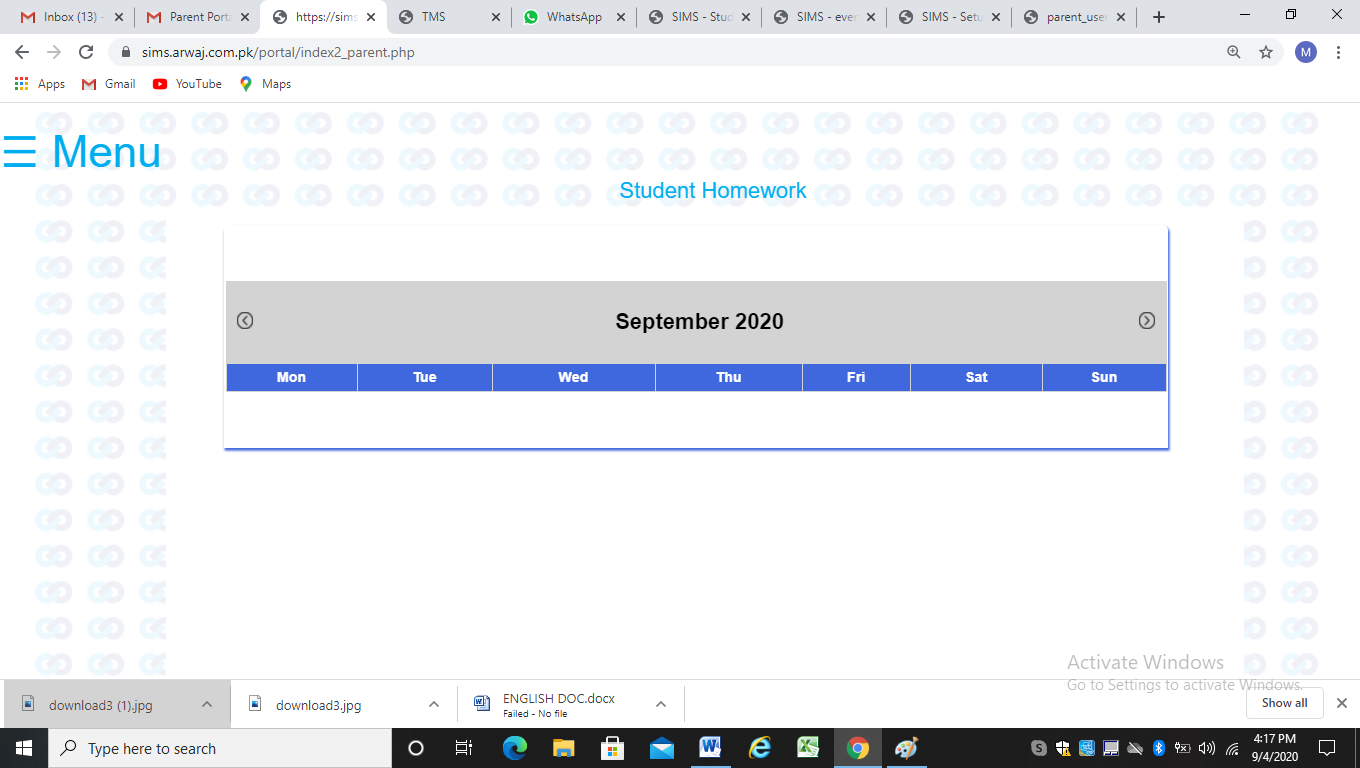 Inbox (13) -
Parent Port
https://sims
TMS
WhatsApp
SIMS - Stud
SIMS - ever
SIMS - Setu
parent_user
sims.arwaj.com.pk/portal/index2_parent.php
M
Apps
Gmail
YouTube
Maps
Menu
Student Homework
September 2020
Mon Tue Wed Thu Fri Sat Sun
Activate Windows
Go to Settings to activate Windows.
download3 (1).jpg
download3.jpg
ENGLISH DOC.docx
Failed - No file
Show all
Type here to search
4:17 PM
9/4/2020